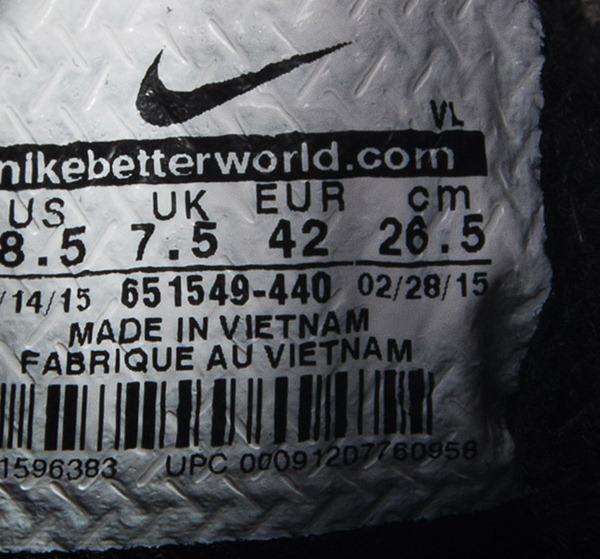 VL
nikebetterworld.com
US UK EUR cm
8.5 7.5 42 26.5
/14/15 651549-440 02/28/15
MADE IN VIETNAM
FABRIQUE AU VIETNAM
1596383 UPC 00091207760958